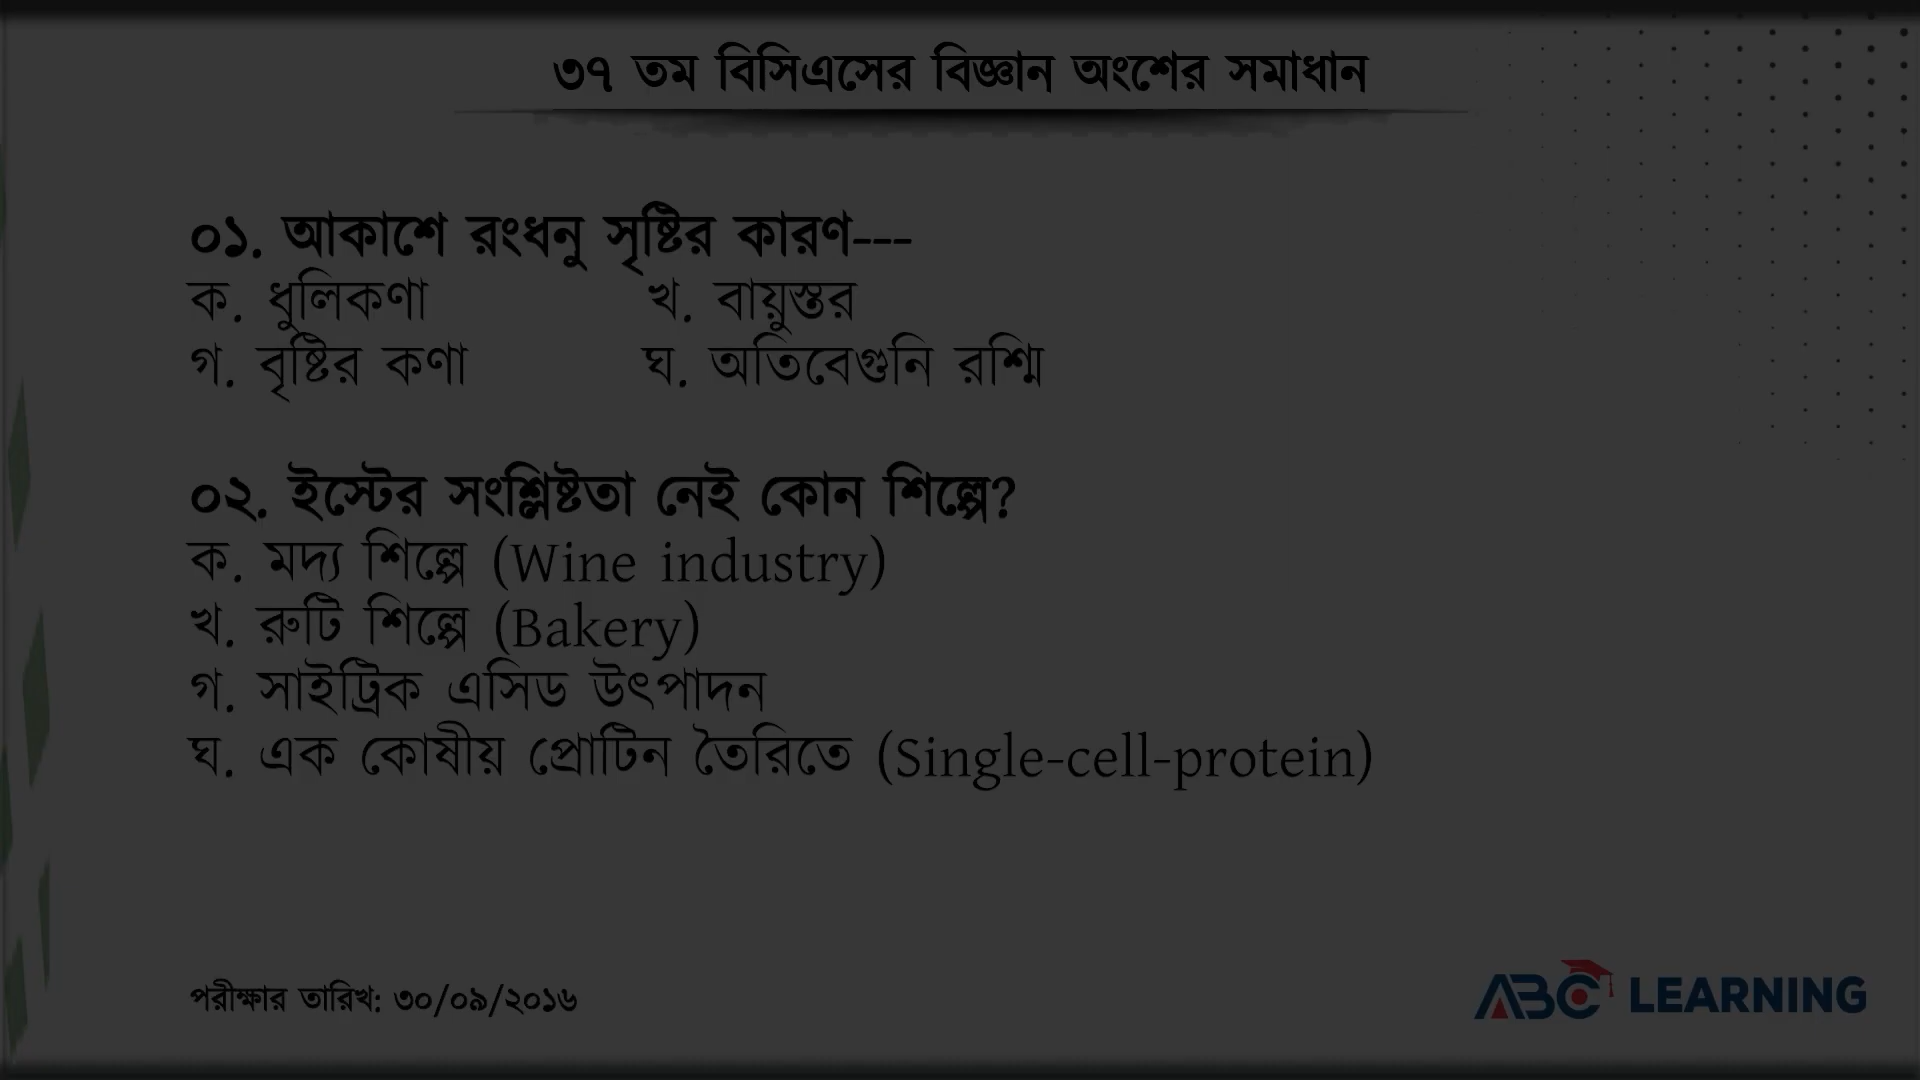 ৩৭ তম বিসিএসের বিজ্ঞান অংশের সমাধান
০১. আকাশে রংধনু সৃষ্টির কারণ---
ক. ধুলিকণা খ. বায়ুস্তর
গ. বৃষ্টির কণা ঘ. অতিবেগুনি রশ্মি
০২. ইস্টের সংশ্লিষ্টতা নেই কোন শিল্পে?
ক. মদ্য শিল্পে (Wine industry)
খ. রুটি শিল্পে (Bakery)
গ. সাইট্রিক এসিড উৎপাদন
ঘ. এক কোষীয় প্রোটিন তৈরিতে (Single-cell-protein)
পরীক্ষার তারিখ: ৩০/০৯/২০১৬
ABC LEARNING